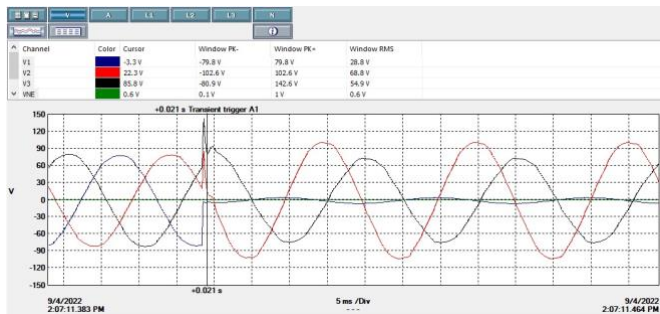 V A L1 L2 L3 N
Channel Color Cursor Window PK- Window PK+ Window RMS
V1 -3.3 V -79.8 V 79.8 V 28.8 V
V2 22.3 V -102.6 V 102.6 V 68.8 V
V3 85.8 V -80.9 V 142.6 V 54.9 V
VNE 0.6 V 0.1 V 1 V 0.6 V
+0.021 s Transient trigger A1
150
120
90
60
30
V 0
-30
-60
-90
-120
-150
+0.021 s
9/4/2022 5 ms /Div 9/4/2022
2:07:11.383 PM - - - 2:07:11.464 PM